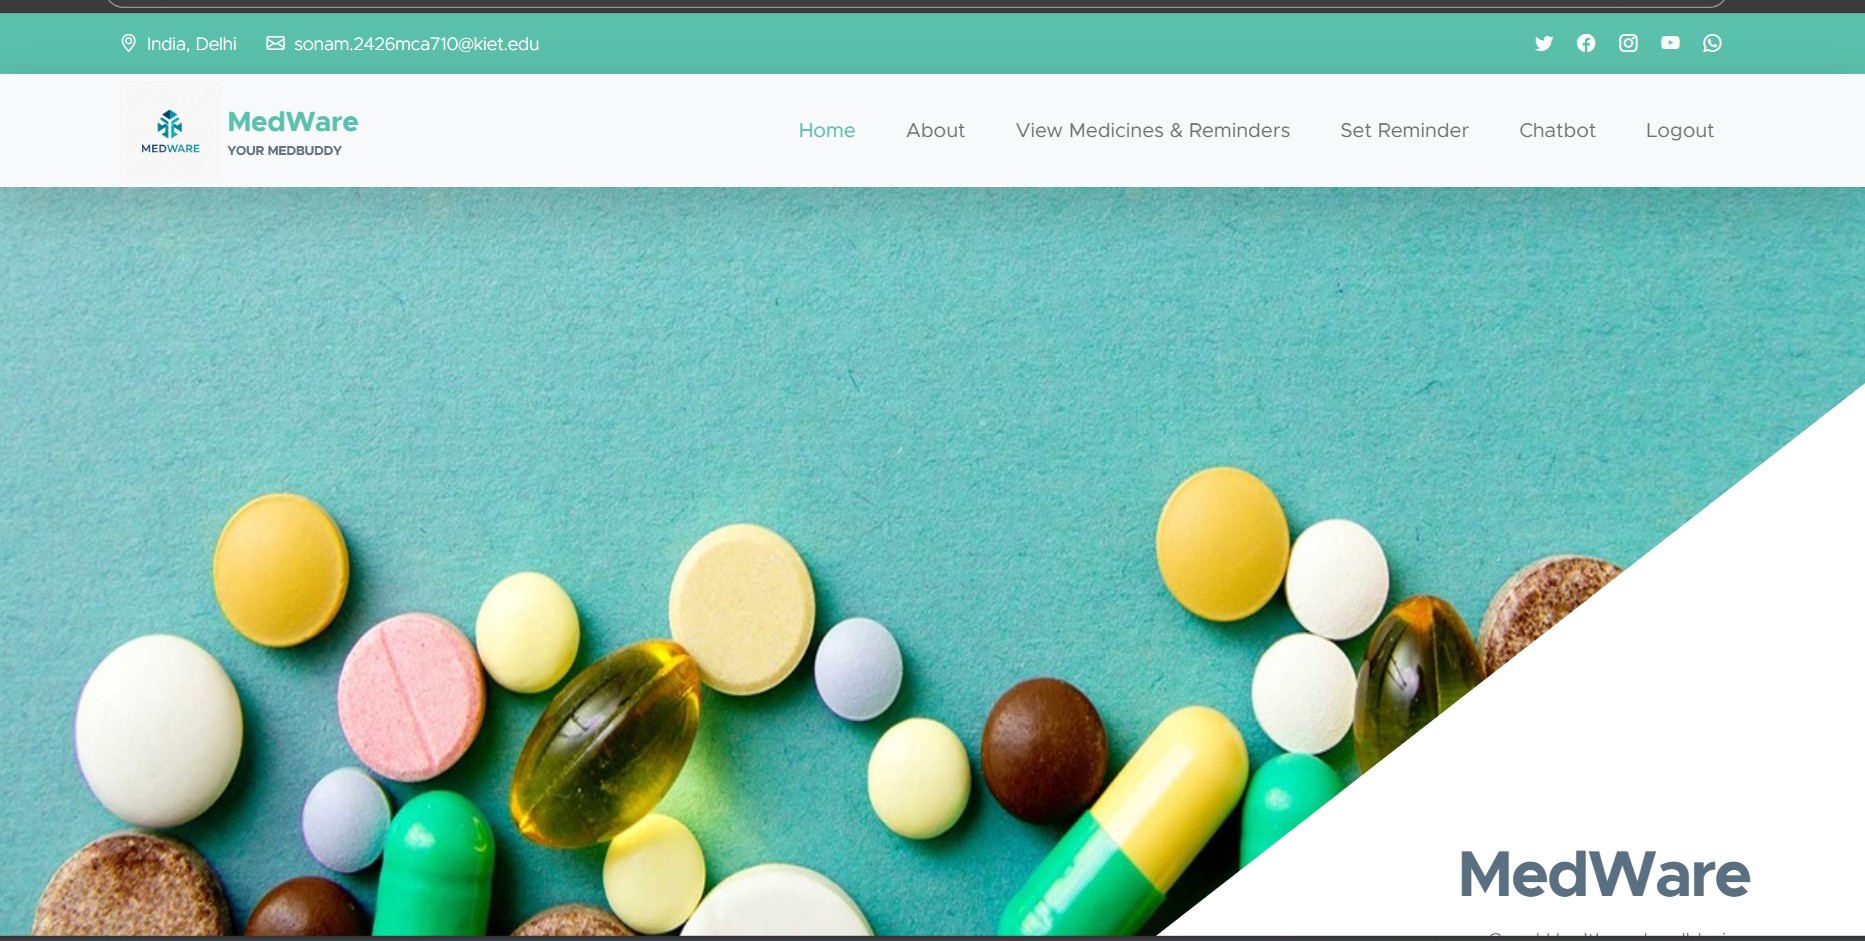 India, Delhi
sonam.2426mca710@kiet.edu
MEDWARE
MedWare
YOUR MEDBUDDY
Home
About
View Medicines & Reminders
Set Reminder
Chatbot
Logout
MedWare